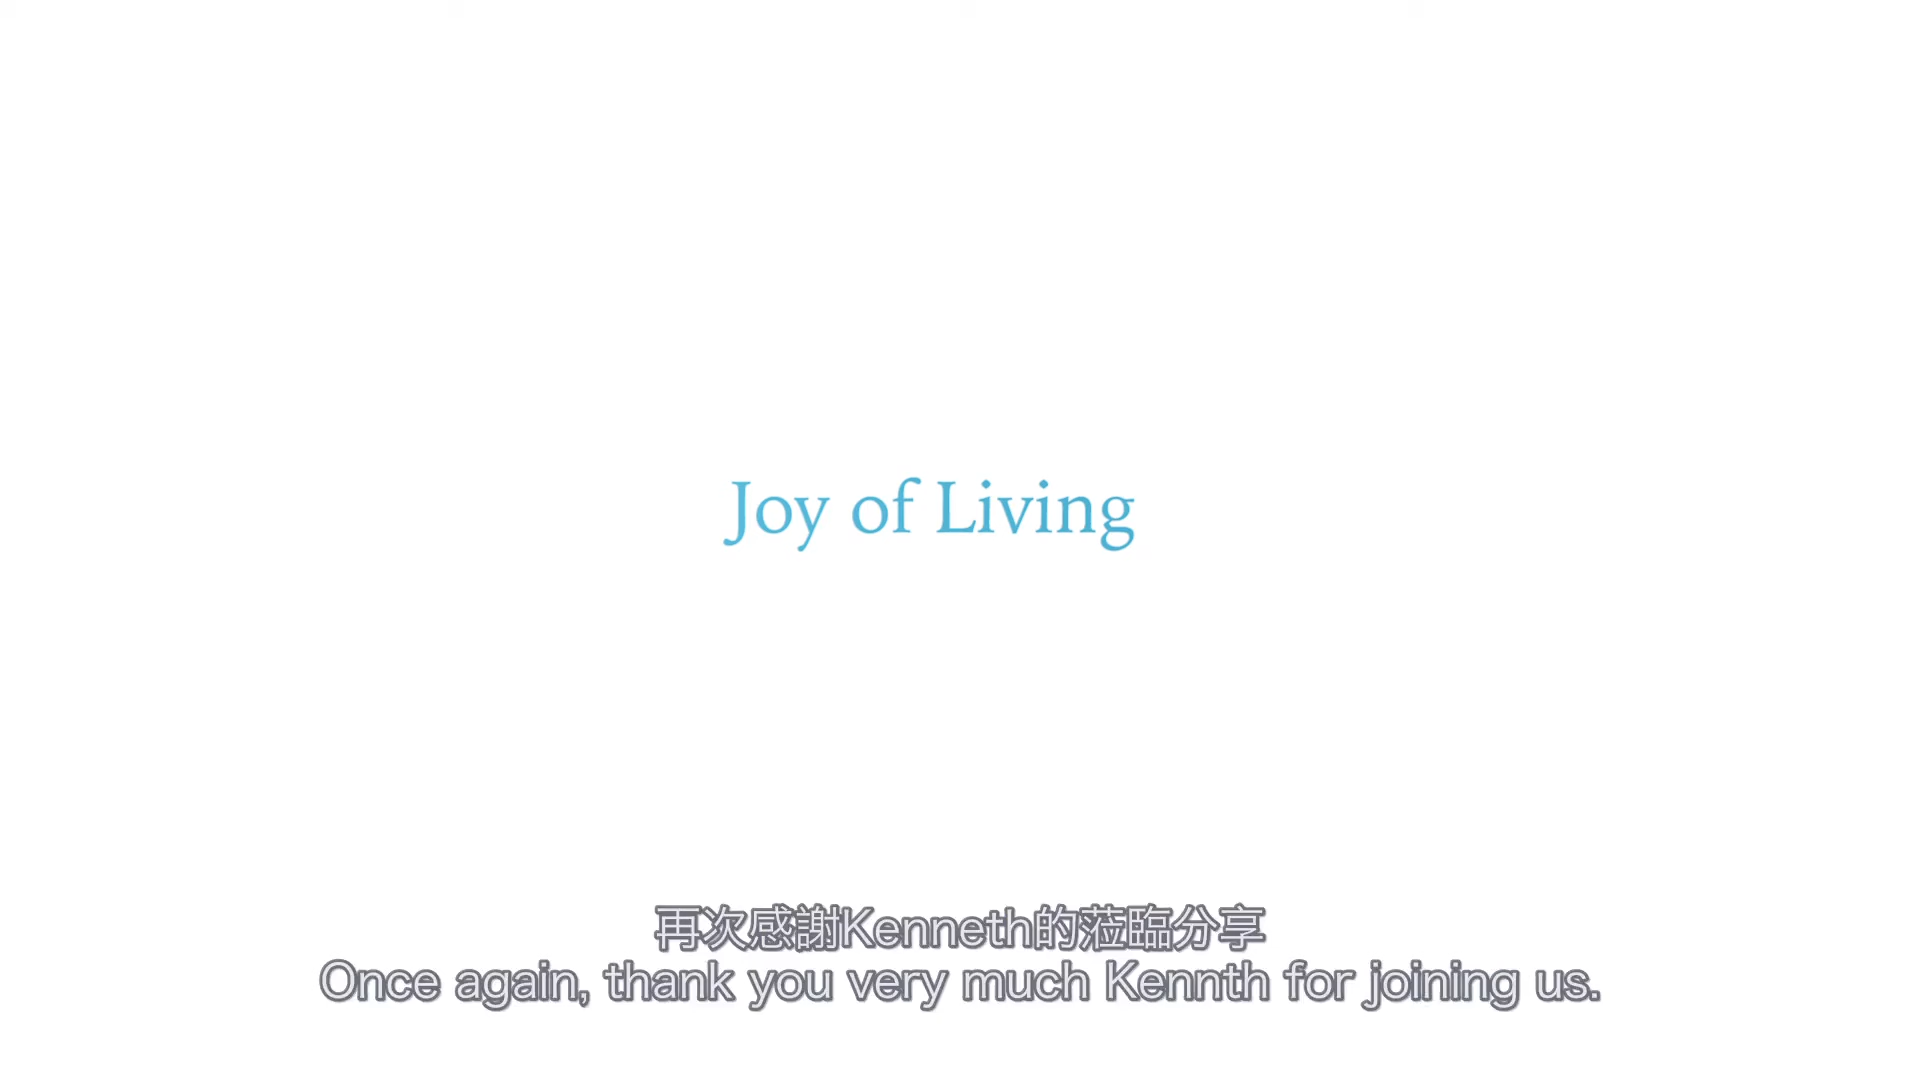 Joy of Living
再次感謝Kenneth的蒞臨分享
Once again, thank you very much Kennth for joining us.